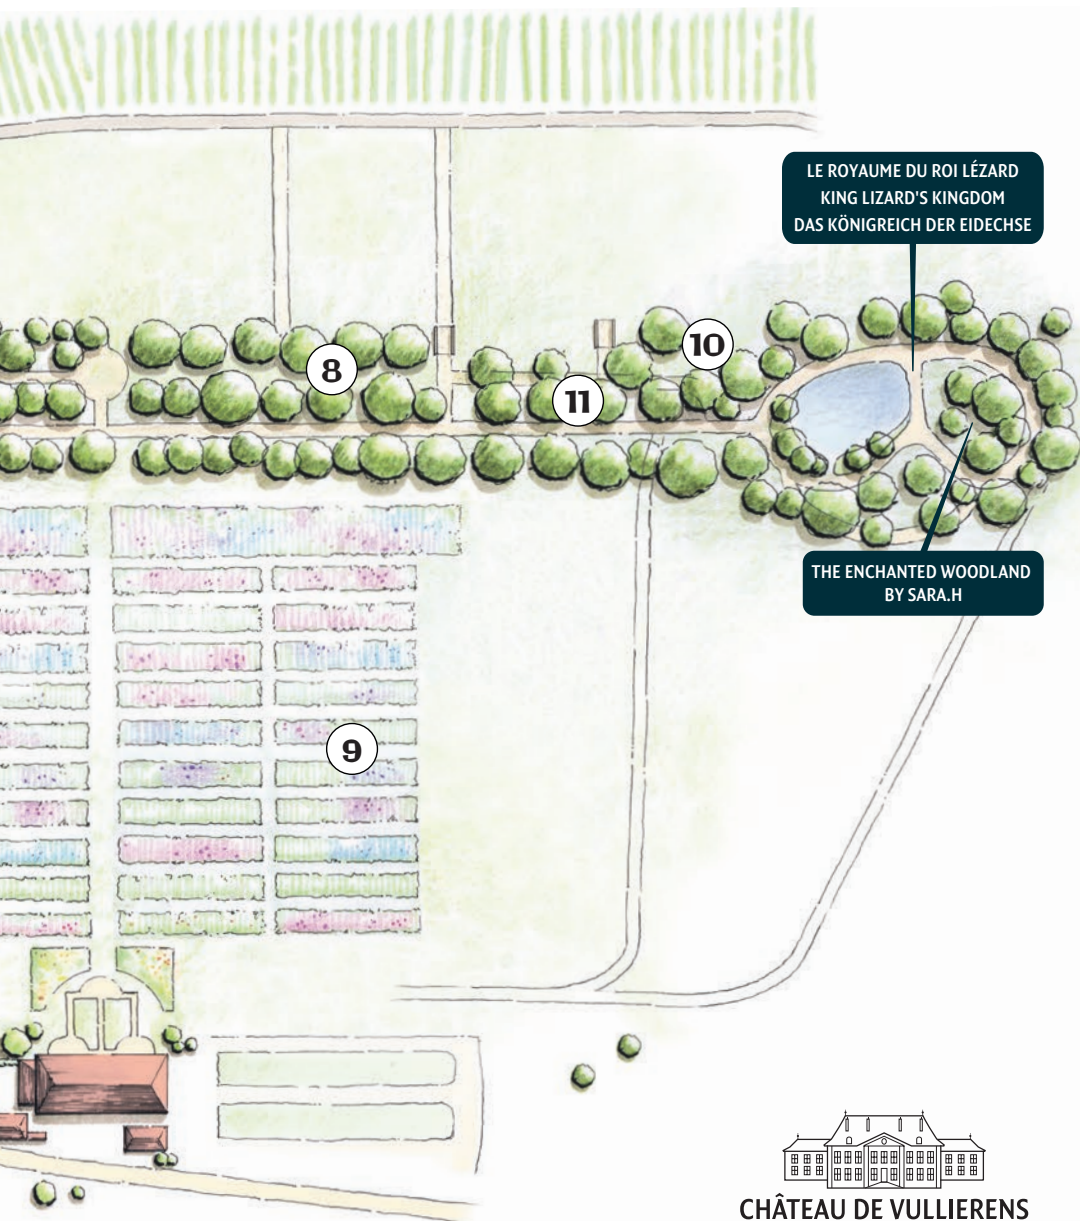 LE ROYAUME DU ROI LÉZARD
KING LIZARD'S KINGDOM
DAS KÖNIGREICH DER EIDECHSE
10
8
11
THE ENCHANTED WOODLAND
BY SARA.H
9
CHÂTEAU DE VULLIERENS